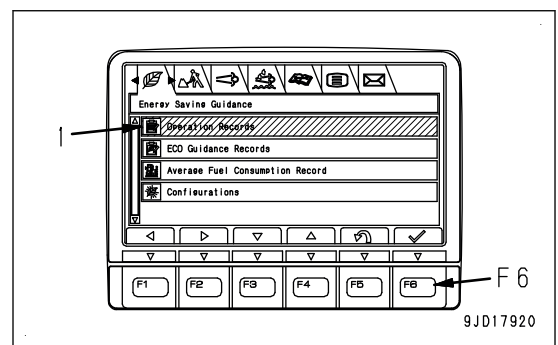 Energy Saving Guidance
1
Operation Records
ECO Guidance Records
Average Fuel Consumption Record
Configurations
F1 F2 F3 F4 F5 F6
F6
9JD17920